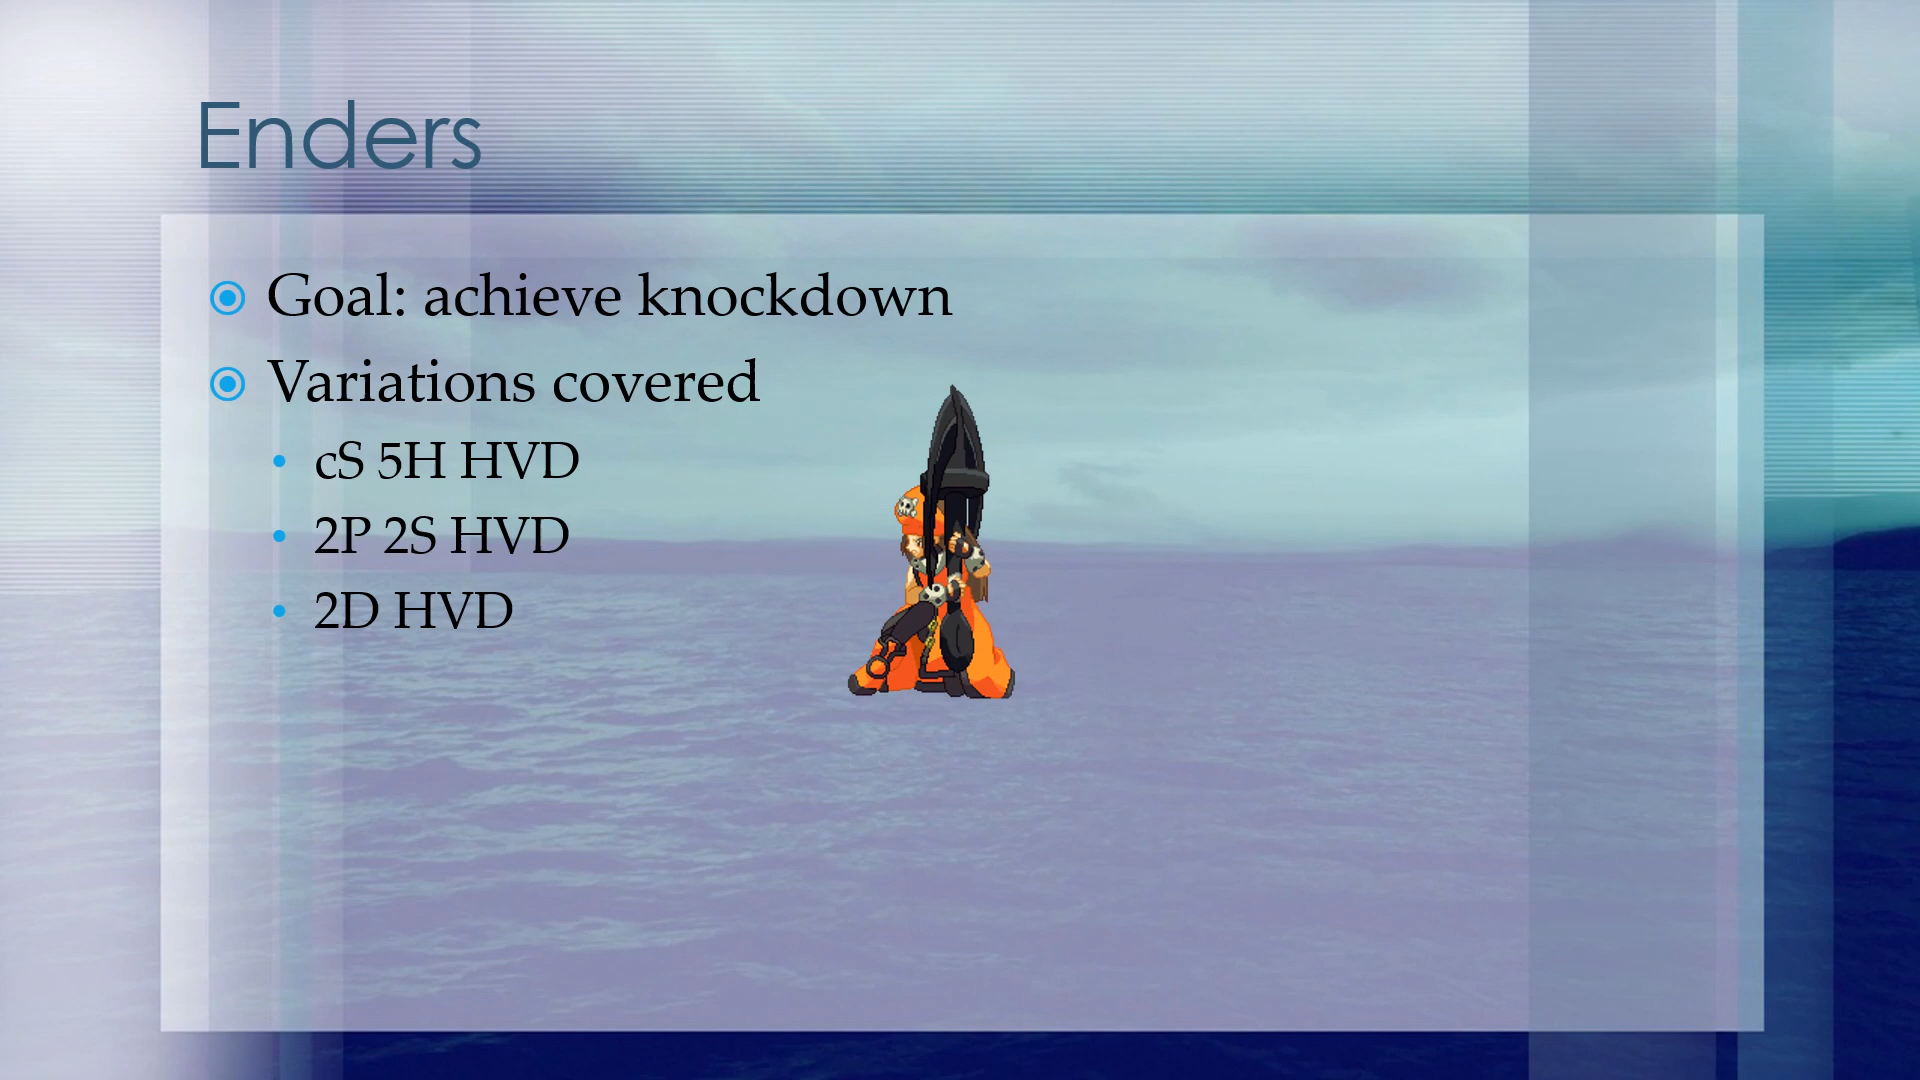 Enders
Goal: achieve knockdown
Variations covered
cS 5H HVD
2P 2S HVD
2D HVD